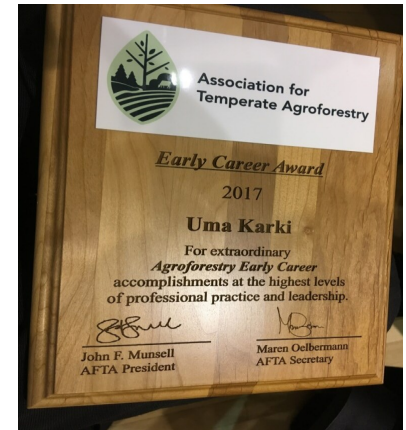 Association for
Temperate Agroforestry
Early Career Award
2017
Uma Karki
For extraordinary
Agroforestry Early Career
accomplishments at the highest levels
of professional practice and leadership.
John F. Munsell
AFTA President
Maren Oelbermann
AFTA Secretary